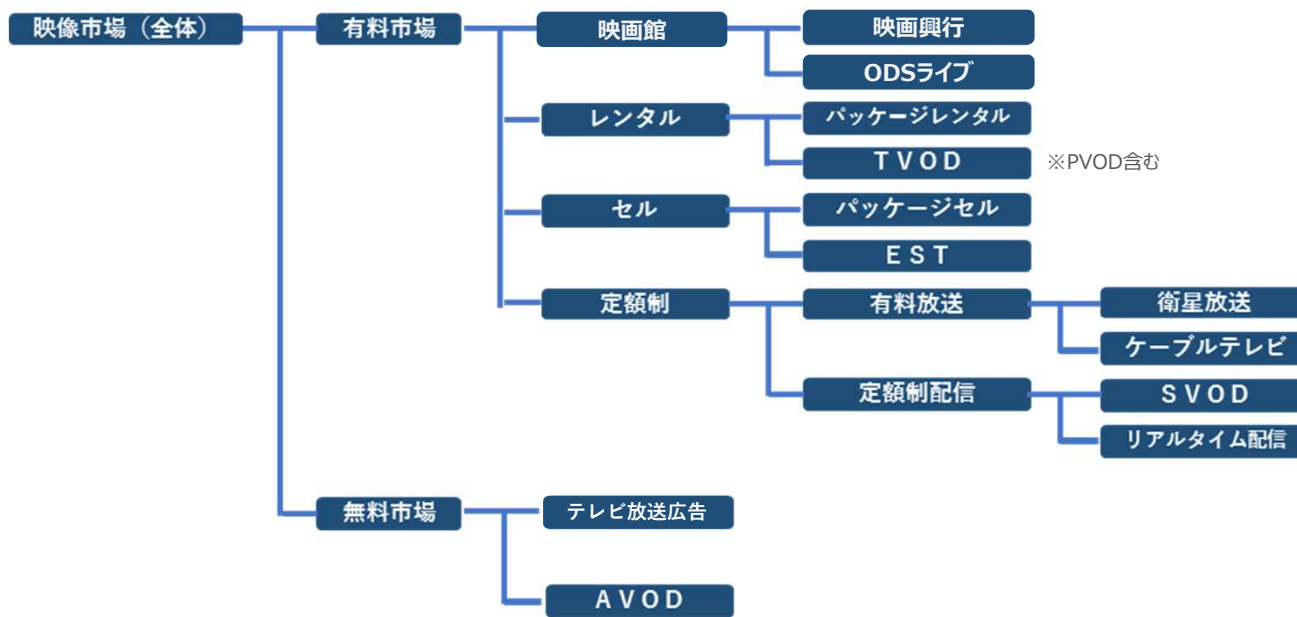 映像市場（全体）
有料市場
映画館
映画興行
ODSライブ
レンタル
パッケージレンタル
ＴＶＯＤ
※PVOD含む
セル
パッケージセル
ＥＳＴ
定額制
有料放送
衛星放送
ケーブルテレビ
定額制配信
ＳＶＯＤ
リアルタイム配信
無料市場
テレビ放送広告
ＡＶＯＤ